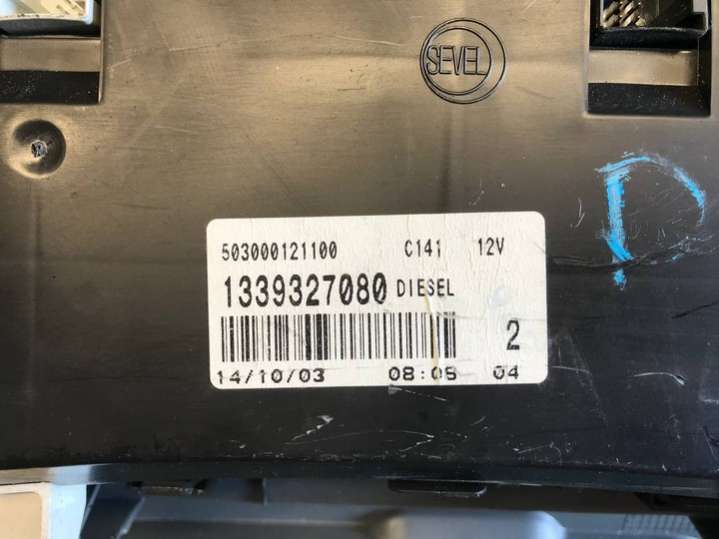 SEVEL
D
503000121100 C141 12V
1339327080 DIESEL
2
14/10/03 08:05 04